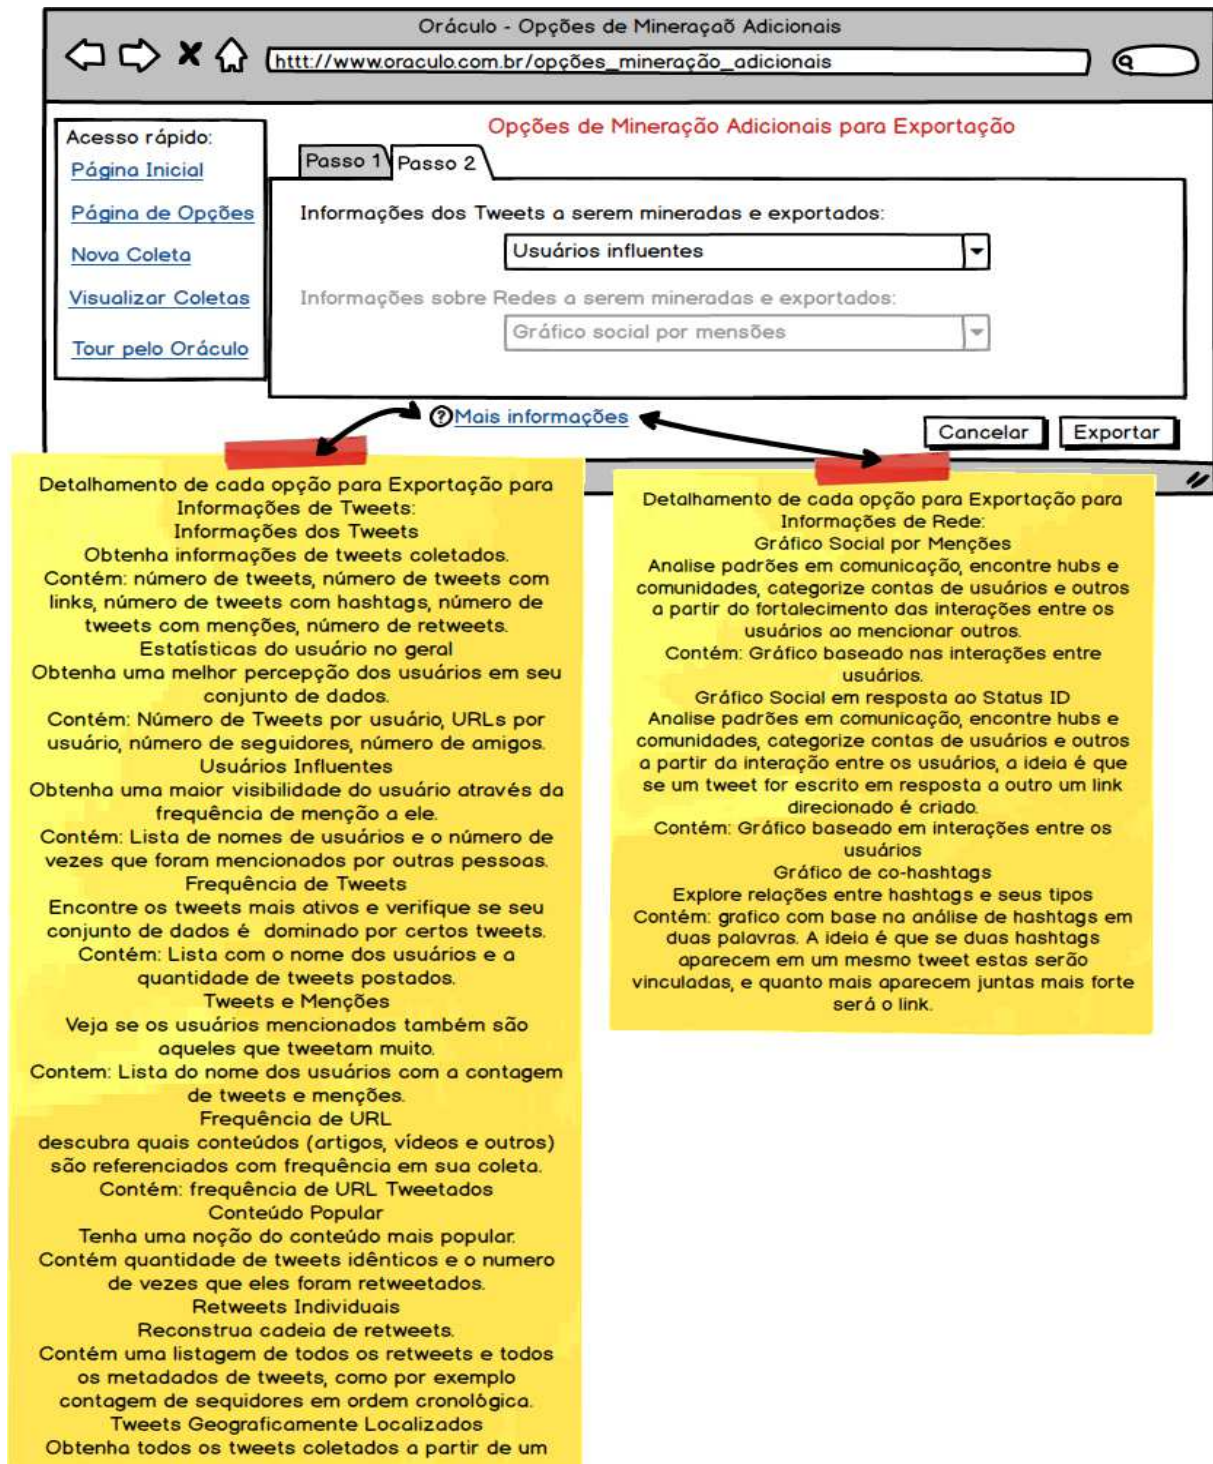 Oráculo - Opções de Mineraçaõ Adicionais
httt://www.oraculo.com.br/opções_mineração_adicionais
Acesso rápido:
Página Inicial
Página de Opções
Nova Coleta
Visualizar Coletas
Tour pelo Oráculo
Opções de Mineração Adicionais para Exportação
Passo 1
Passo 2
Informações dos Tweets a serem mineradas e exportados:
Usuários influentes
Informações sobre Redes a serem mineradas e exportados:
Gráfico social por mensões
?Mais informações
Cancelar
Exportar
Detalhamento de cada opção para Exportação para
Informações de Tweets:
Informações dos Tweets
Obtenha informações de tweets coletados.
Contém: número de tweets, número de tweets com
links, número de tweets com hashtags, número de
tweets com menções, número de retweets.
Estatísticas do usuário no geral
Obtenha uma melhor percepção dos usuários em seu
conjunto de dados.
Contém: Número de Tweets por usuário, URLs por
usuário, número de seguidores, número de amigos.
Usuários Influentes
Obtenha uma maior visibilidade do usuário através da
frequência de menção a ele.
Contém: Lista de nomes de usuários e o número de
vezes que foram mencionados por outras pessoas.
Frequência de Tweets
Encontre os tweets mais ativos e verifique se seu
conjunto de dados é dominado por certos tweets.
Contém: Lista com o nome dos usuários e a
quantidade de tweets postados.
Tweets e Menções
Veja se os usuários mencionados também são
aqueles que tweetam muito.
Contem: Lista do nome dos usuários com a contagem
de tweets e menções.
Frequência de URL
descubra quais conteúdos (artigos, vídeos e outros)
são referenciados com frequência em sua coleta.
Contém: frequência de URL Tweetados
Conteúdo Popular
Tenha uma noção do conteúdo mais popular.
Contém quantidade de tweets idênticos e o numero
de vezes que eles foram retweetados.
Retweets Individuais
Reconstrua cadeia de retweets.
Contém uma listagem de todos os retweets e todos
os metadados de tweets, como por exemplo
contagem de sequidores em ordem cronológica.
Tweets Geograficamente Localizados
Obtenha todos os tweets coletados a partir de um
Detalhamento de cada opção para Exportação para
Informações de Rede:
Gráfico Social por Menções
Analise padrões em comunicação, encontre hubs e
comunidades, categorize contas de usuários e outros
a partir do fortalecimento das interações entre os
usuários ao mencionar outros.
Contém: Gráfico baseado nas interações entre
usuários.
Gráfico Social em resposta ao Status ID
Analise padrões em comunicação, encontre hubs e
comunidades, categorize contas de usuários e outros
a partir da interação entre os usuários, a ideia é que
se um tweet for escrito em resposta a outro um link
direcionado é criado.
Contém: Gráfico baseado em interações entre os
usuários
Gráfico de co-hashtags
Explore relações entre hashtags e seus tipos
Contém: grafico com base na análise de hashtags em
duas palavras. A ideia é que se duas hashtags
aparecem em um mesmo tweet estas serão
vinculadas, e quanto mais aparecem juntas mais forte
será o link.